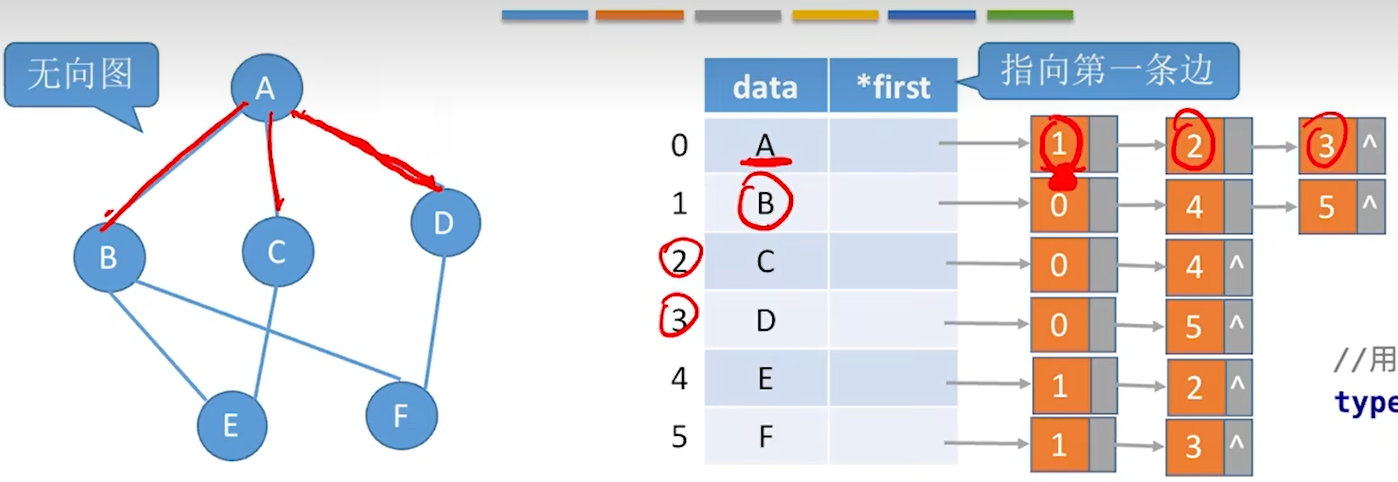 无向图
A
B
C
D
E
F
指向第一条边
data *first
0 A 1 2 3 ^
1 B 0 4 5 ^
2 C 0 4 ^
3 D 0 5 ^
4 E 1 2 ^
5 F 1 3 ^
//用
type